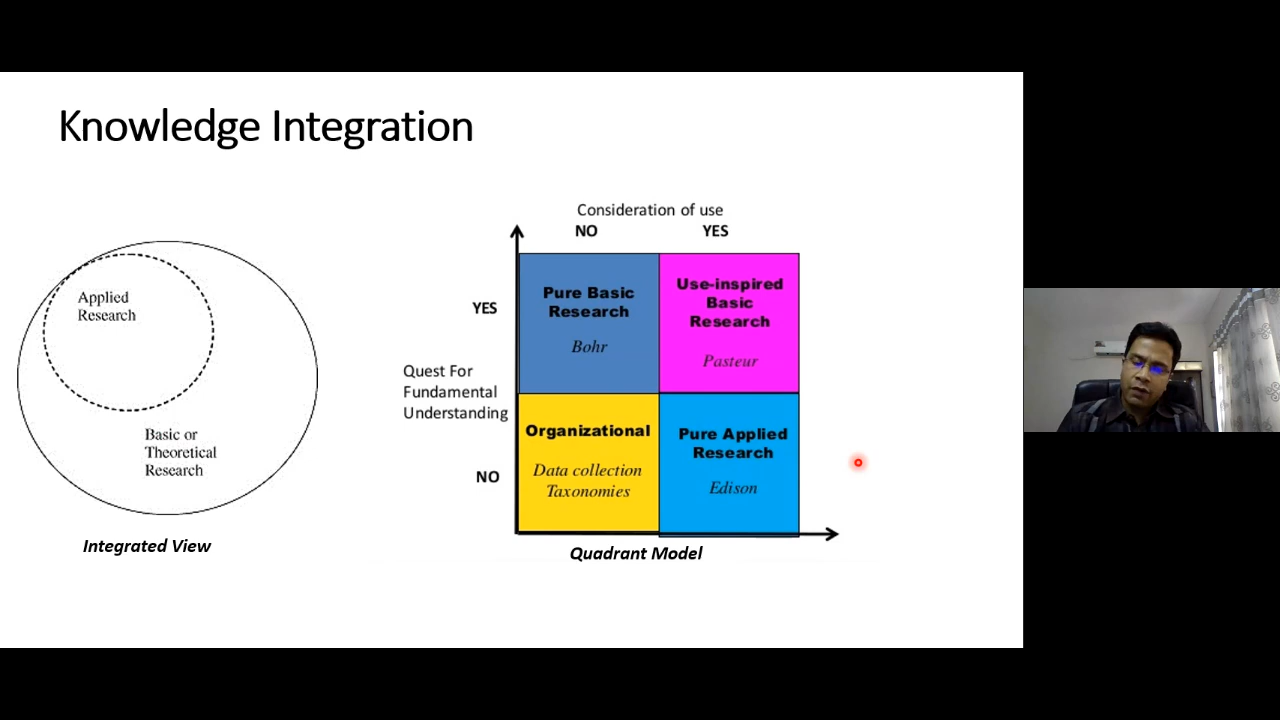 Knowledge Integration
Applied
Research
Basic or
Theoretical
Research
Integrated View
Consideration of use
NO
YES
YES
Quest For
Fundamental
Understanding
NO
Pure Basic
Research
Bohr
Use-inspired
Basic
Research
Pasteur
Organizational
Data collection
Taxonomies
Pure Applied
Research
Edison
Quadrant Model